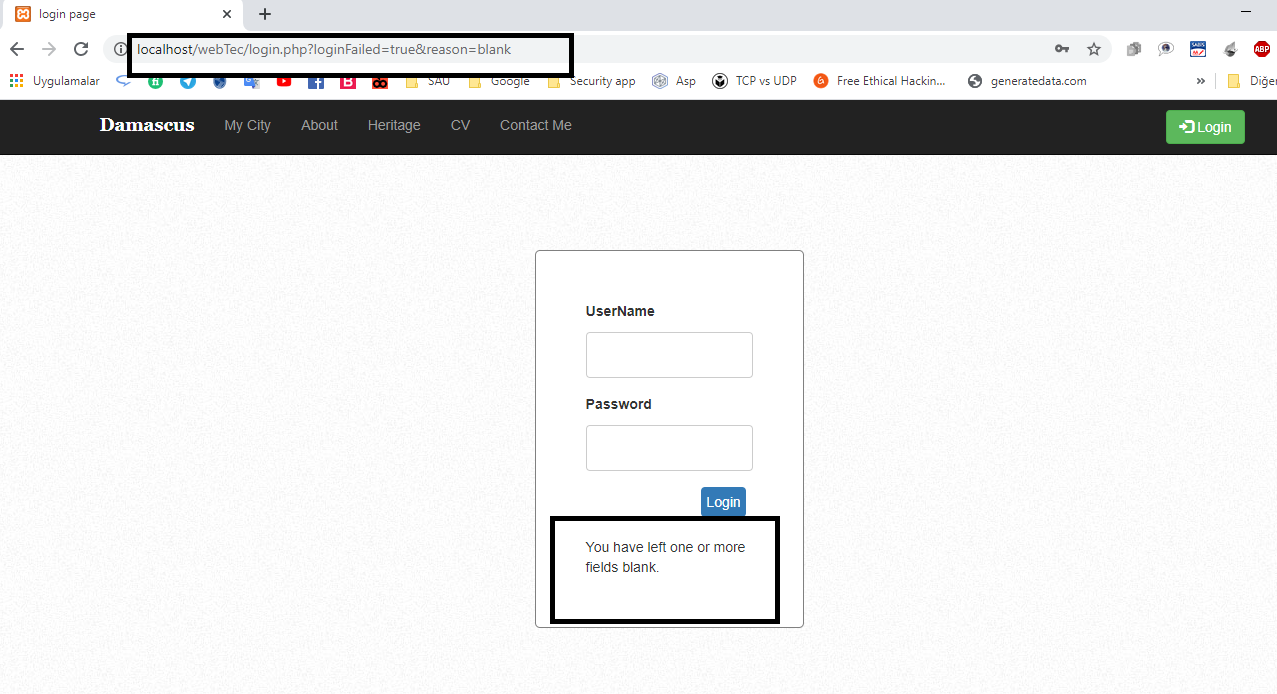 login page
localhost/webTec/login.php?loginFailed=true&reason=blank
ABP
Uygulamalar SAU Google Security app Asp TCP vs UDP Free Ethical Hackin... generatedata.com » Diğe
Damascus My City About Heritage CV Contact Me Login
UserName
Password
Login
You have left one or more
fields blank.